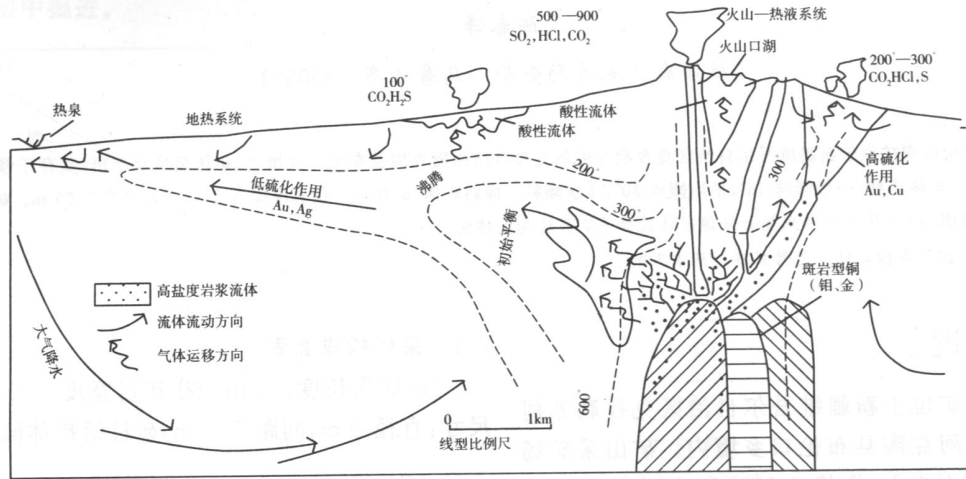 500—900
SO₂,HCl,CO₂
火山—热液系统
火山口湖
200°—300°
CO₂HCl,S
100
CO₂H₂S
热泉
地热系统
酸性流体
酸性流体
低硫化作用
Au,Ag
沸腾
200°
300°
300
高硫化
作用
Au,Cu
初始平衡
斑岩型铜
(钼、金)
高盐度岩浆流体
流体流动方向
气体运移方向
大气降水
600°
0 1km
线型比例尺